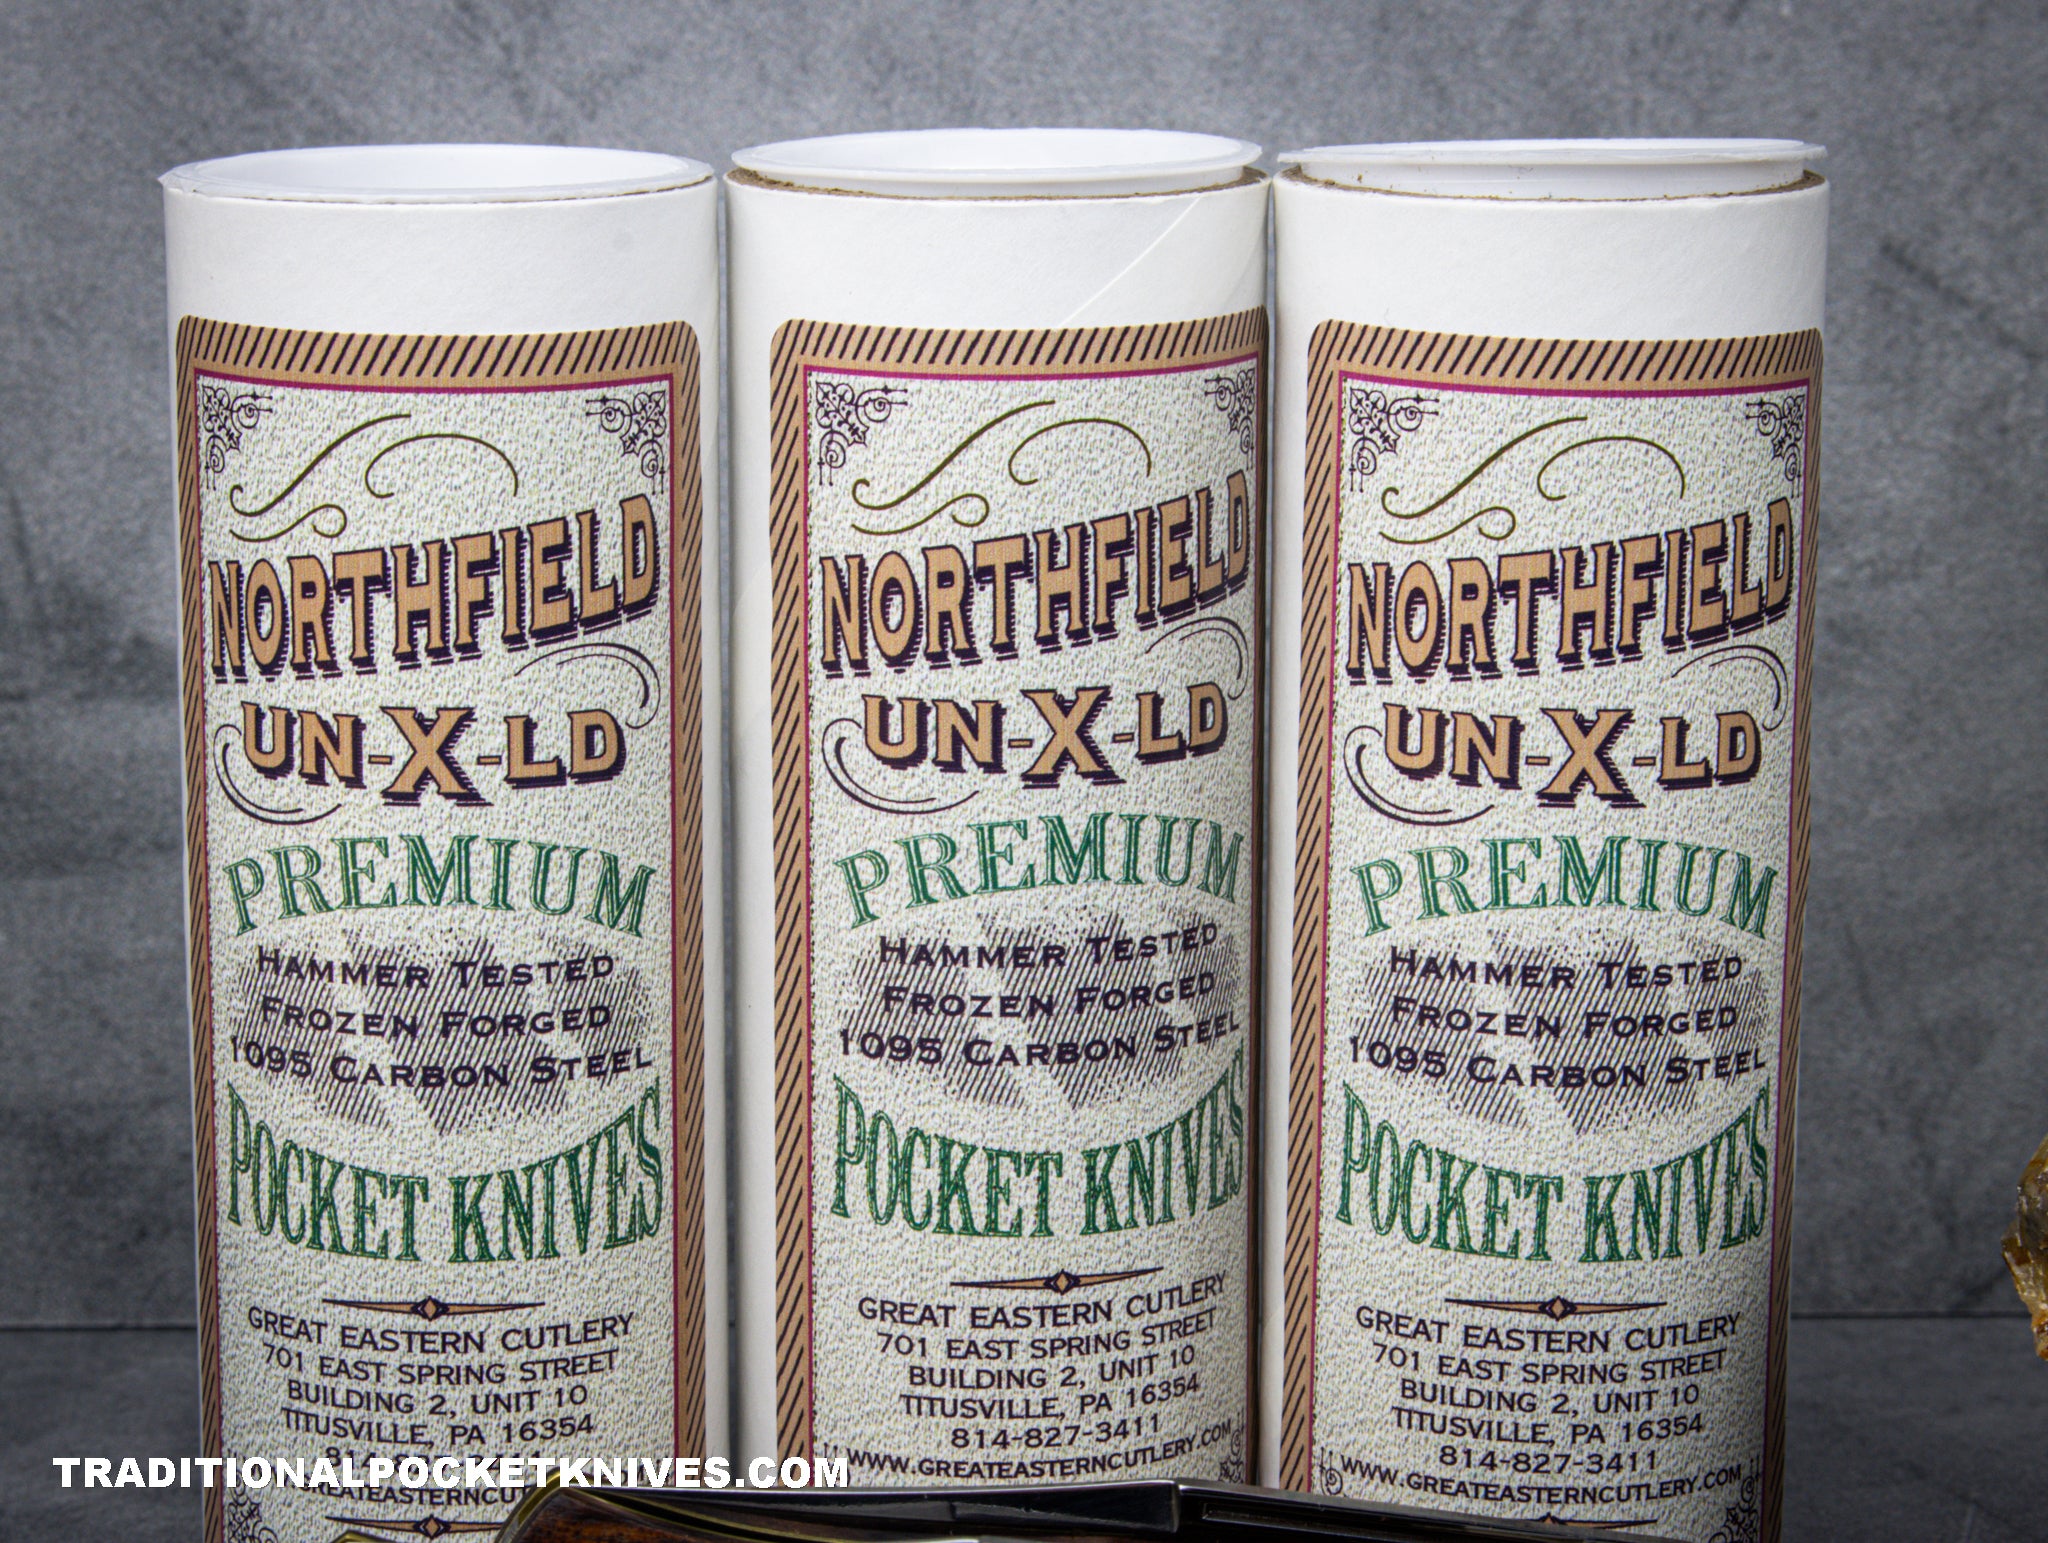 NORTHFIELD
UN-X-LD
PREMIUM
HAMMER TESTED
FROZEN FORGED
1095 CARBON STEEL
POCKET KNIVES
GREAT EASTERN CUTLERY
701 EAST SPRING STREET
BUILDING 2, UNIT 10
TITUSVILLE, PA 16354
NORTHFIELD
UN-X-LD
PREMIUM
HAMMER TESTED
FROZEN FORGED
1095 CARBON STEEL
POCKET KNIVES
GREAT EASTERN CUTLERY
701 EAST SPRING STREET
BUILDING 2, UNIT 10
TITUSVILLE, PA 16354
814-827-3411
WWW.GREATEASTERNCUTLERY.COM
NORTHFIELD
UN-X-LD
PREMIUM
HAMMER TESTED
FROZEN FORGED
1095 CARBON STEEL
POCKET KNIVES
GREAT EASTERN CUTLERY
701 EAST SPRING STREET
BUILDING 2, UNIT 10
TITUSVILLE, PA 16354
814-827-3411
WWW.GREATEASTERNCUTLERY.COM
TRADITIONALPOCKETKNIVES.COM